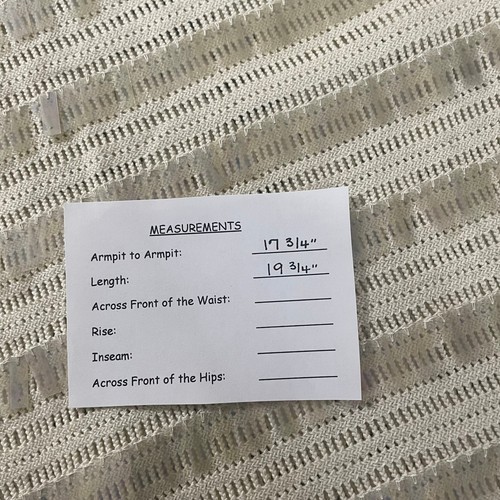 MEASUREMENTS
Armpit to Armpit: 17 3/4"
Length: 19 3/4"
Across Front of the Waist:
Rise:
Inseam:
Across Front of the Hips: